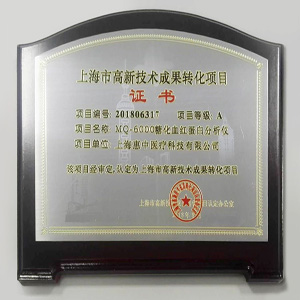 上海市高新技术成果转化项目
证书
项目编号:201806317 项目等级:A
项目名称:MQ-6000糖化血红蛋白分析仪
上海惠中医疗科技有限公司
该项目经审定,认定为上海市高新技术成果转化项目